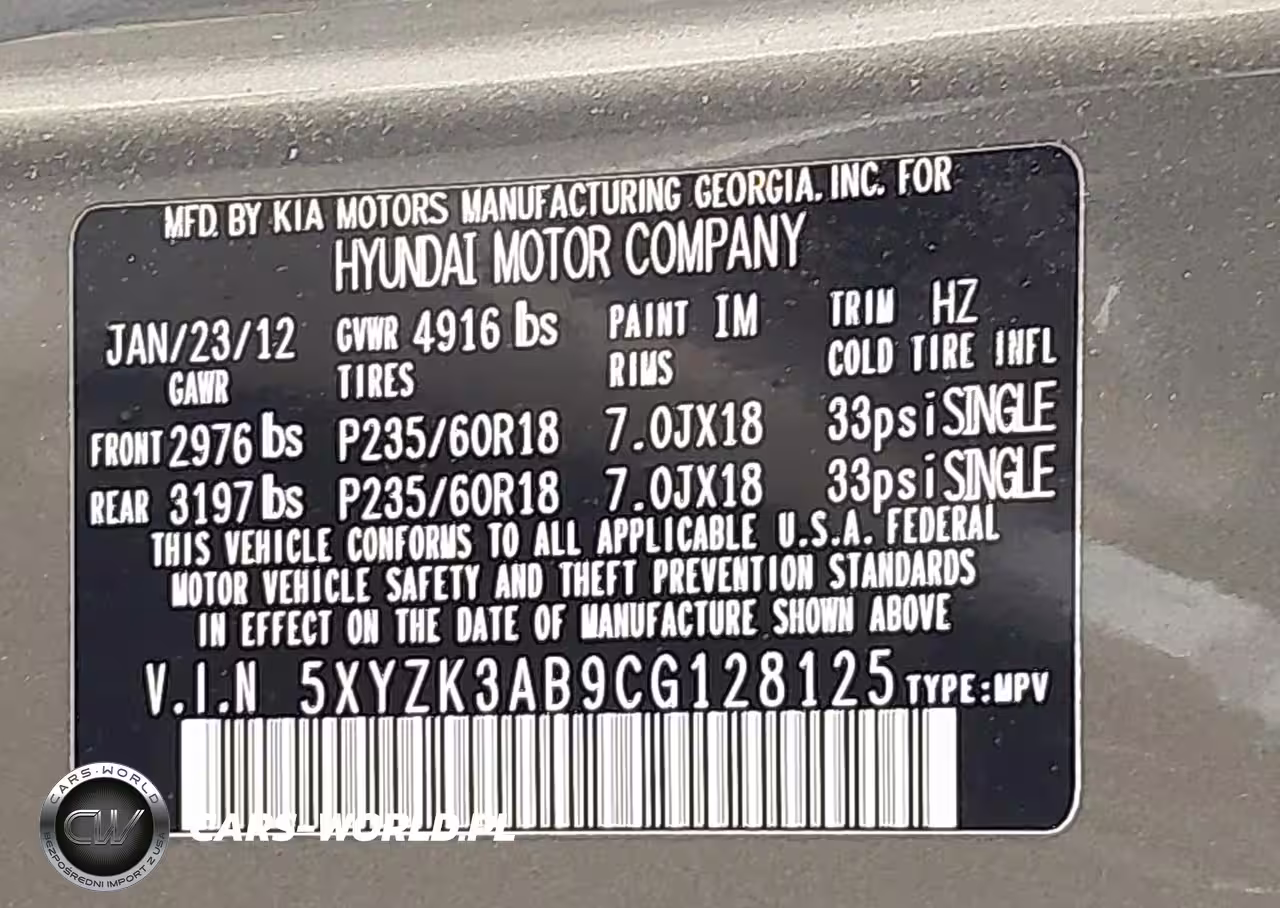 MFD. BY KIA MOTORS MANUFACTURING GEORGIA. INC. FOR
HYUNDAI MOTOR COMPANY
JAN/23/12 GVWR 4916 lbs PAINT IM TRIM HZ
GAWR TIRES RIMS COLD TIRE INFL
FRONT 2976 lbs P235/60R18 7.0JX18 33psi SINGLE
REAR 3197 lbs P235/60R18 7.0JX18 33psi SINGLE
THIS VEHICLE CONFORMS TO ALL APPLICABLE U.S.A. FEDERAL
MOTOR VEHICLE SAFETY AND THEFT PREVENTION STANDARDS
IN EFFECT ON THE DATE OF MANUFACTURE SHOWN ABOVE
V.I.N 5XYZK3AB9CG128125 TYPE:MPV
CARS-WORLD
CW
BEZPOŚREDNI IMPORT Z USA
CARS-WORLD.PL